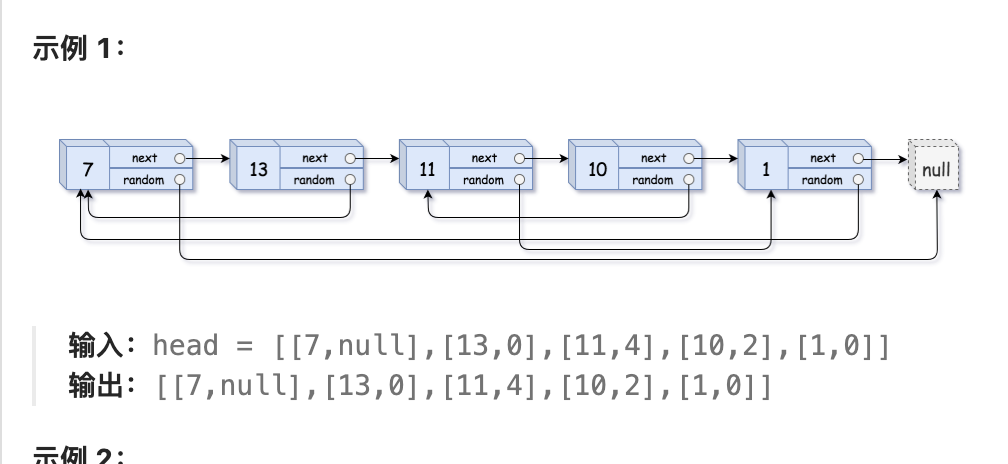 示例 1：
7 next random
13 next random
11 next random
10 next random
1 next random
null
输入：head = [[7,null],[13,0],[11,4],[10,2],[1,0]]
输出：[[7,null],[13,0],[11,4],[10,2],[1,0]]
示例 2：